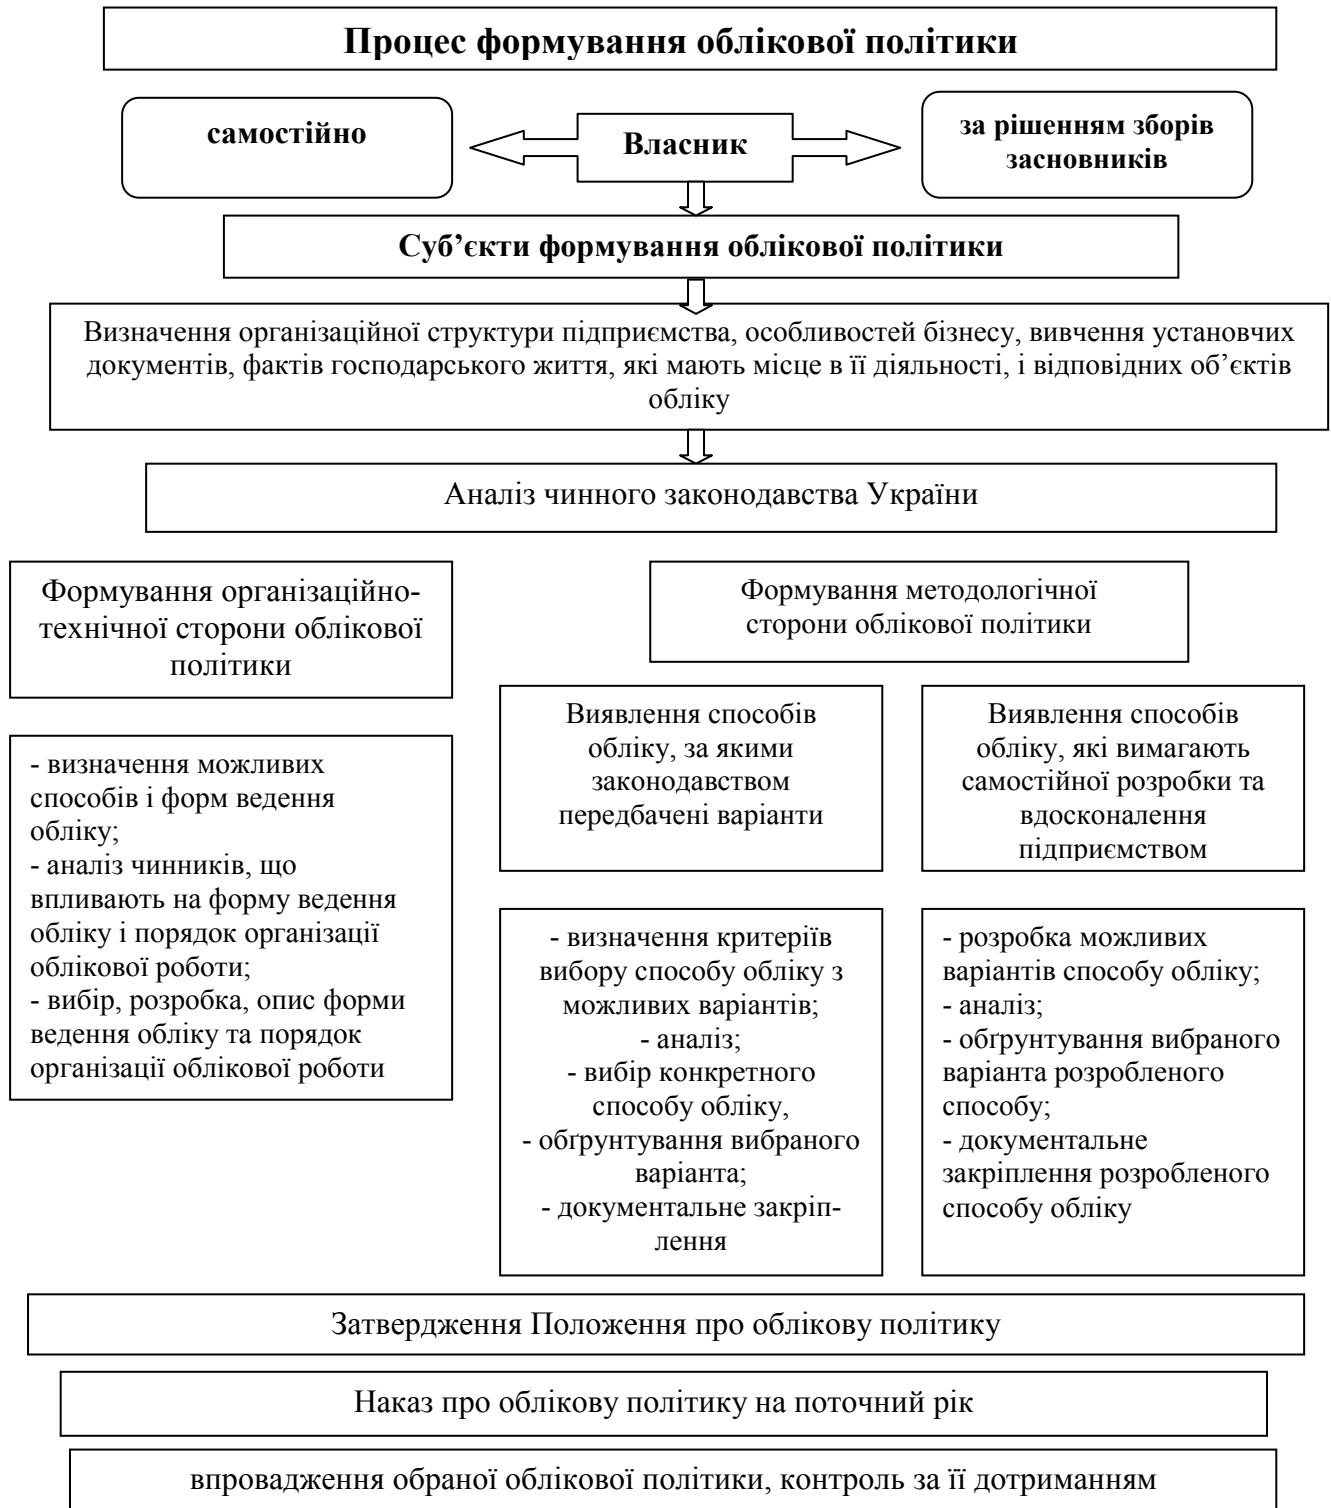 Процес формування облікової політики
самостійно
Власник
за рішенням зборів
засновників
Суб’єкти формування облікової політики
Визначення організаційної структури підприємства, особливостей бізнесу, вивчення установчих
документів, фактів господарського життя, які мають місце в її діяльності, і відповідних об’єктів
обліку
Аналіз чинного законодавства України
Формування організаційно-
технічної сторони облікової
політики
- визначення можливих
способів і форм ведення
обліку;
- аналіз чинників, що
впливають на форму ведення
обліку і порядок організації
облікової роботи;
- вибір, розробка, опис форми
ведення обліку та порядок
організації облікової роботи
Формування методологічної
сторони облікової політики
Виявлення способів
обліку, за якими
законодавством
передбачені варіанти
- визначення критеріїв
вибору способу обліку з
можливих варіантів;
- аналіз;
- вибір конкретного
способу обліку,
- обґрунтування вибраного
варіанта;
- документальне закріп-
лення
Виявлення способів
обліку, які вимагають
самостійної розробки та
вдосконалення
підприємством
- розробка можливих
варіантів способу обліку;
- аналіз;
- обґрунтування вибраного
варіанта розробленого
способу;
- документальне
закріплення розробленого
способу обліку
Затвердження Положення про облікову політику
Наказ про облікову політику на поточний рік
впровадження обраної облікової політики, контроль за її дотриманням